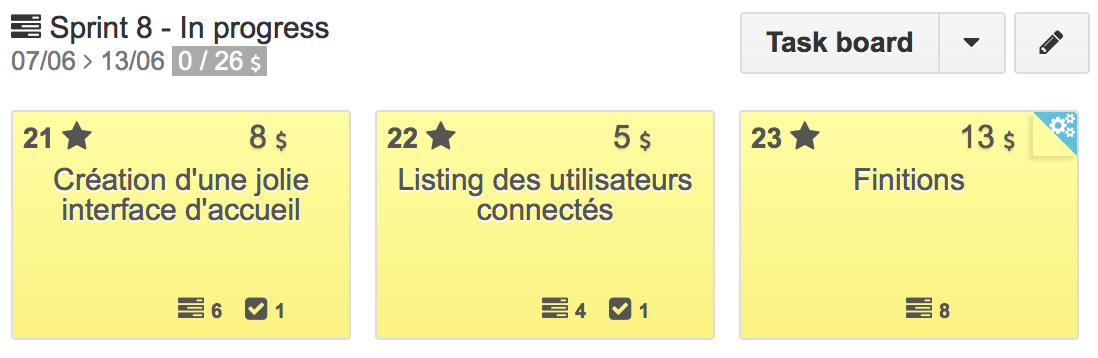 Sprint 8 - In progress
07/06 › 13/06 0 / 26 $
Task board
21 8 $
Création d'une jolie
interface d'accueil
6 1
22 5 $
Listing des utilisateurs
connectés
4 1
23 13 $
Finitions
8